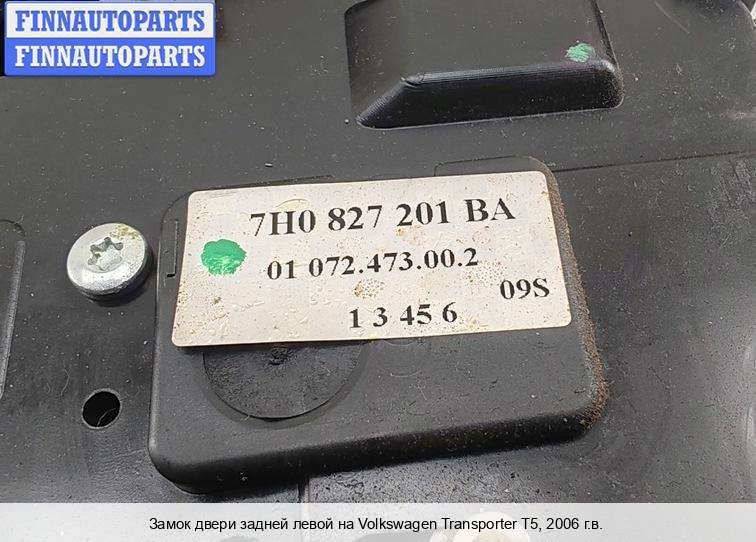 FINNAUTOPARTS
FINNAUTOPARTS
7H0 827 201 BA
01 072.473.00.2
09S
1 3 45 6
Замок двери задней левой на Volkswagen Transporter T5, 2006 г.в.